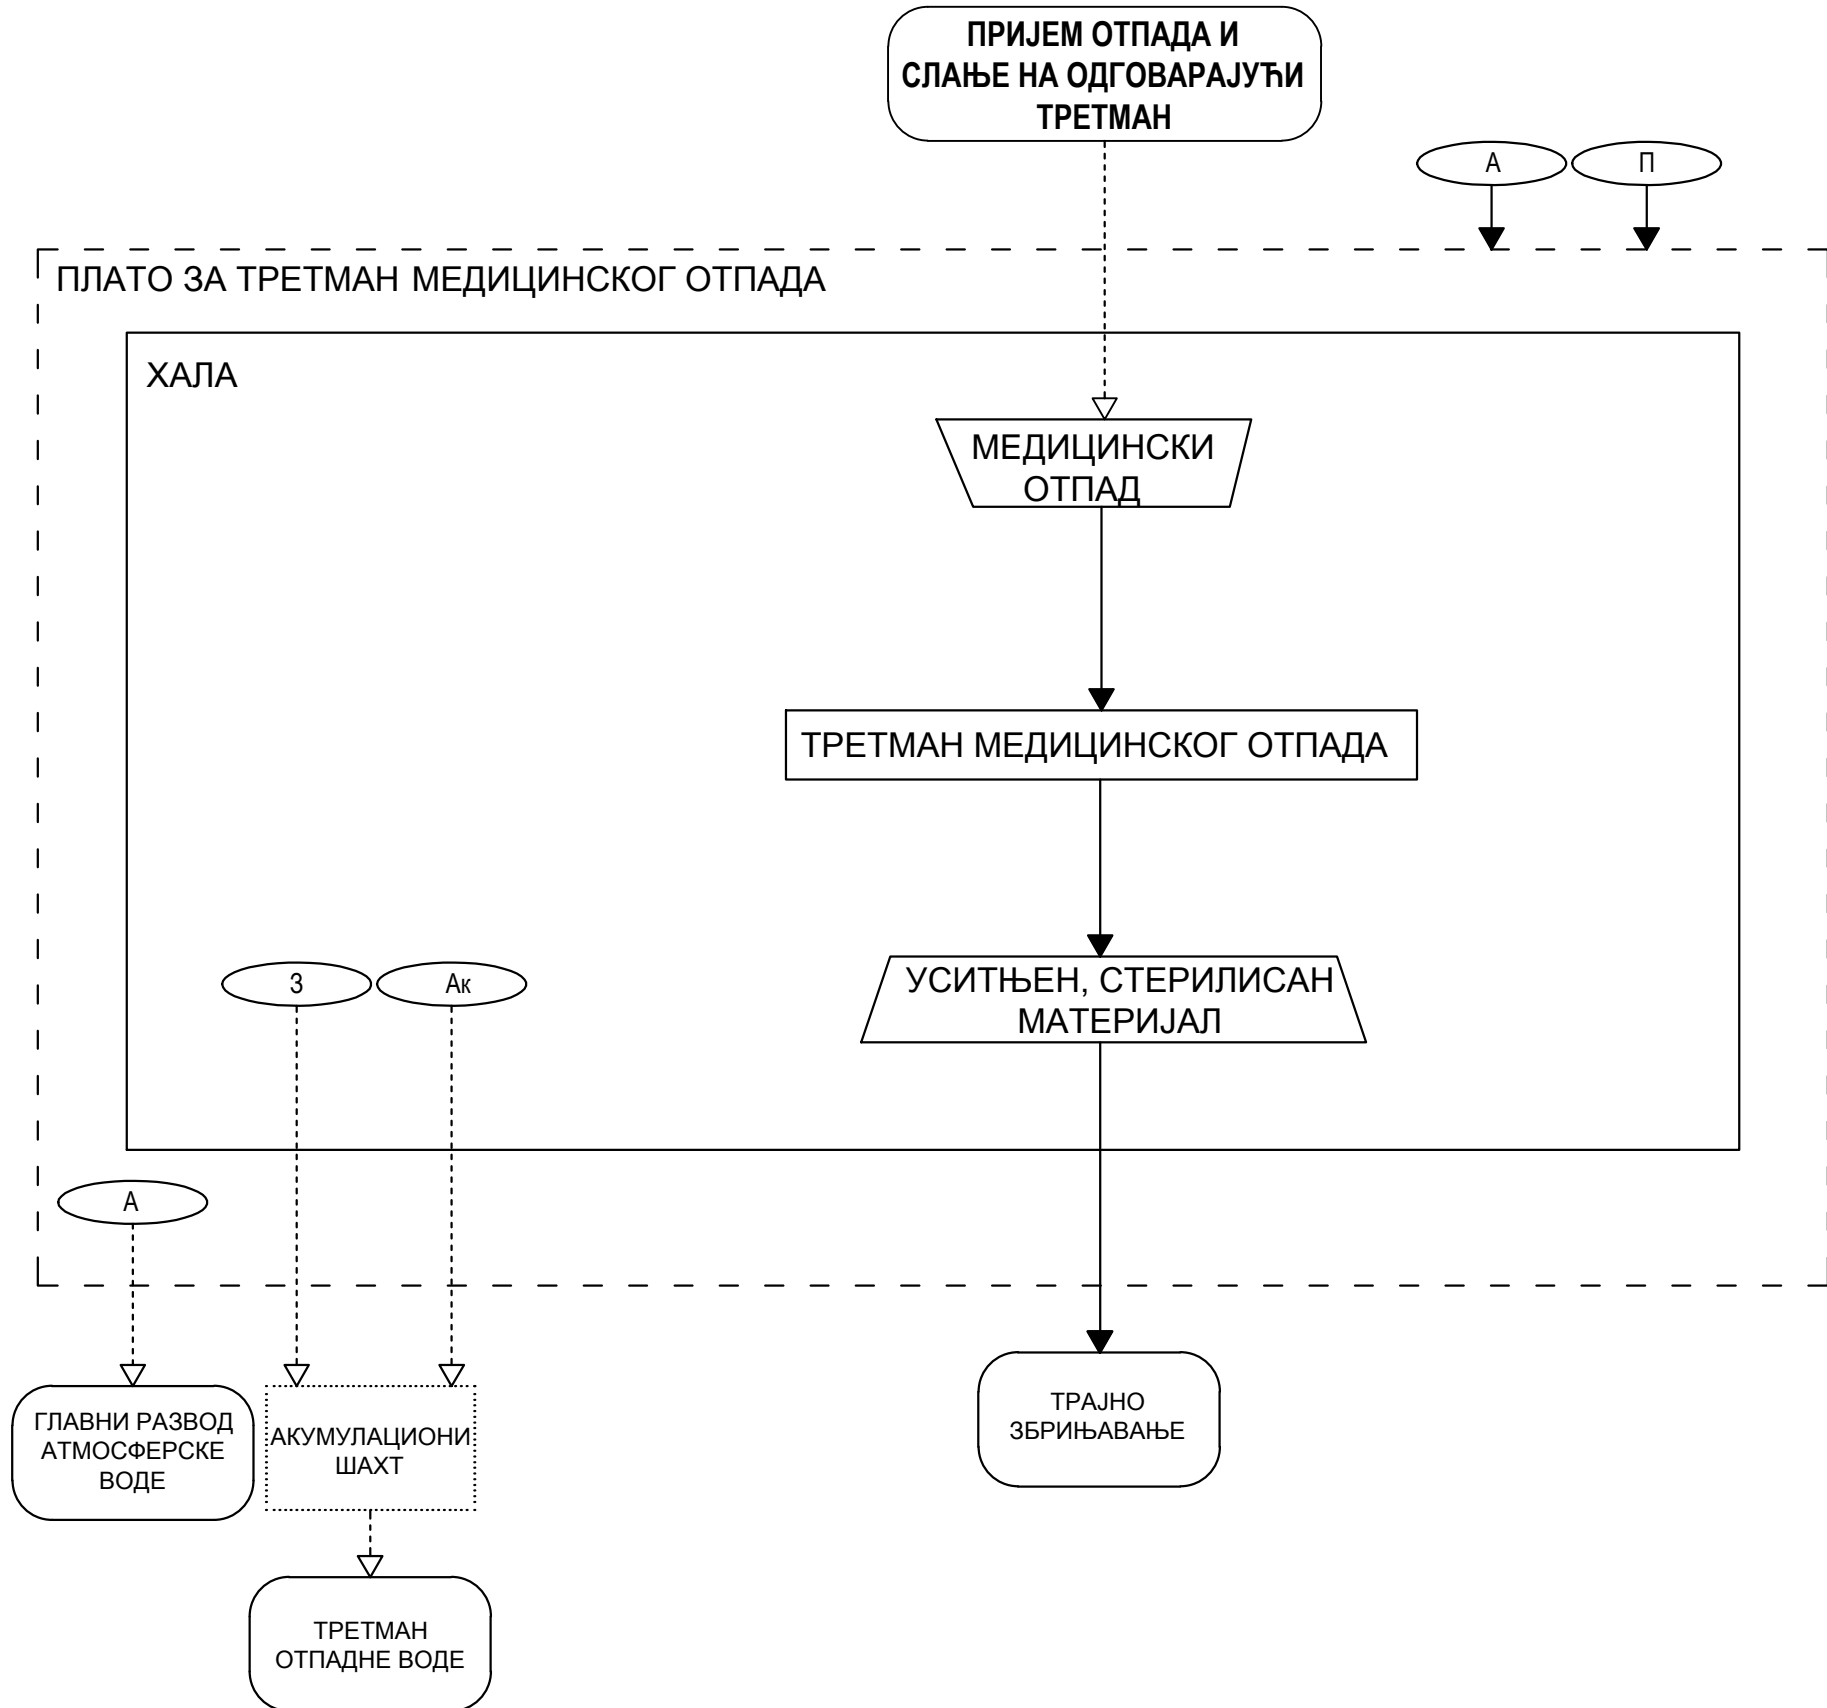 ПРИЈЕМ ОТПАДА И
СЛАЊЕ НА ОДГОВАРАЈУЋИ
ТРЕТМАН
А
П
ПЛАТО ЗА ТРЕТМАН МЕДИЦИНСКОГ ОТПАДА
ХАЛА
МЕДИЦИНСКИ
ОТПАД
ТРЕТМАН МЕДИЦИНСКОГ ОТПАДА
УСИТЊЕН, СТЕРИЛИСАН
МАТЕРИЈАЛ
З
Ак
А
ГЛАВНИ РАЗВОД
АТМОСФЕРСКЕ
ВОДЕ
АКУМУЛАЦИОНИ
ШАХТ
ТРАЈНО
ЗБРИЊАВАЊЕ
ТРЕТМАН
ОТПАДНЕ ВОДЕ